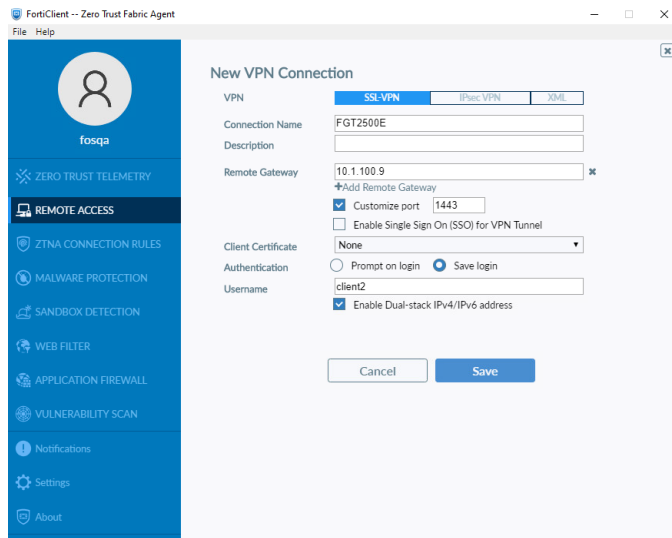 FortiClient -- Zero Trust Fabric Agent
File Help
fosqa
ZERO TRUST TELEMETRY
REMOTE ACCESS
ZTNA CONNECTION RULES
MALWARE PROTECTION
SANDBOX DETECTION
WEB FILTER
APPLICATION FIREWALL
VULNERABILITY SCAN
Notifications
Settings
About
New VPN Connection
VPN SSL-VPN IPsec VPN XML
Connection Name FGT2500E
Description
Remote Gateway 10.1.100.9
+Add Remote Gateway
Customize port 1443
Enable Single Sign On (SSO) for VPN Tunnel
Client Certificate None
Authentication Prompt on login Save login
Username client2
Enable Dual-stack IPv4/IPv6 address
Cancel Save